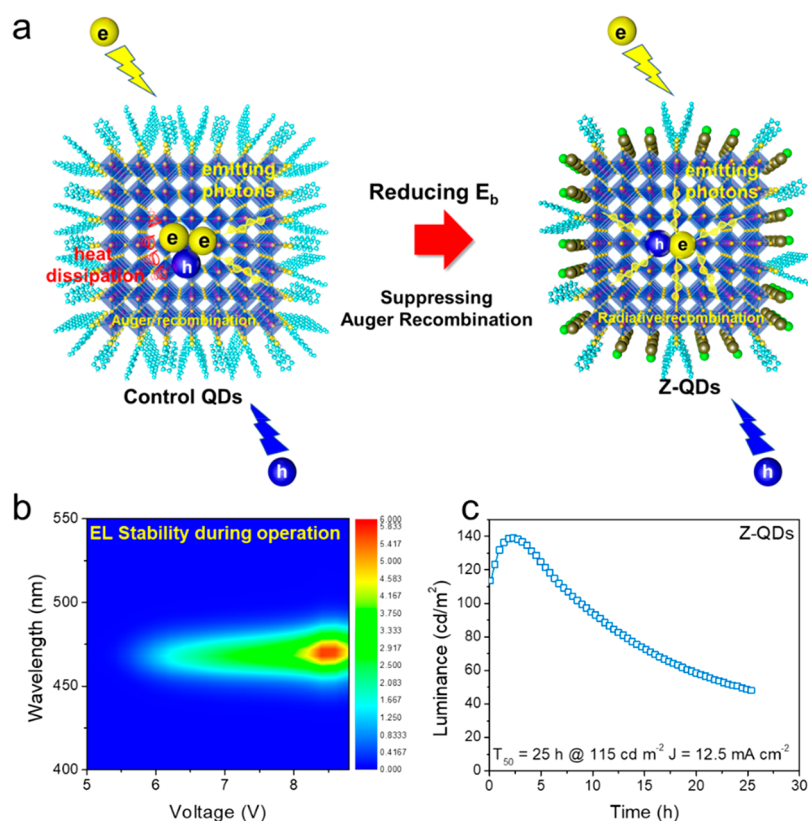 a
e
e
emitting
photons
e e
h
heat
dissipation
Auger recombination
Control QDs
h
Reducing E_b
Suppressing
Auger Recombination
emitting
photons
h e
Radiative recombination
Z-QDs
h
b
EL Stability during operation
550
500
450
400
Wavelength (nm)
5 6 7 8
Voltage (V)
6.000
5.833
5.417
5.000
4.583
4.167
3.750
3.333
2.917
2.500
2.083
1.667
1.250
0.8333
0.4167
0.000
c
Z-QDs
140
120
100
80
60
40
20
0
Luminance (cd/m²)
T₅₀ = 25 h @ 115 cd m⁻² J = 12.5 mA cm⁻²
0 5 10 15 20 25 30
Time (h)